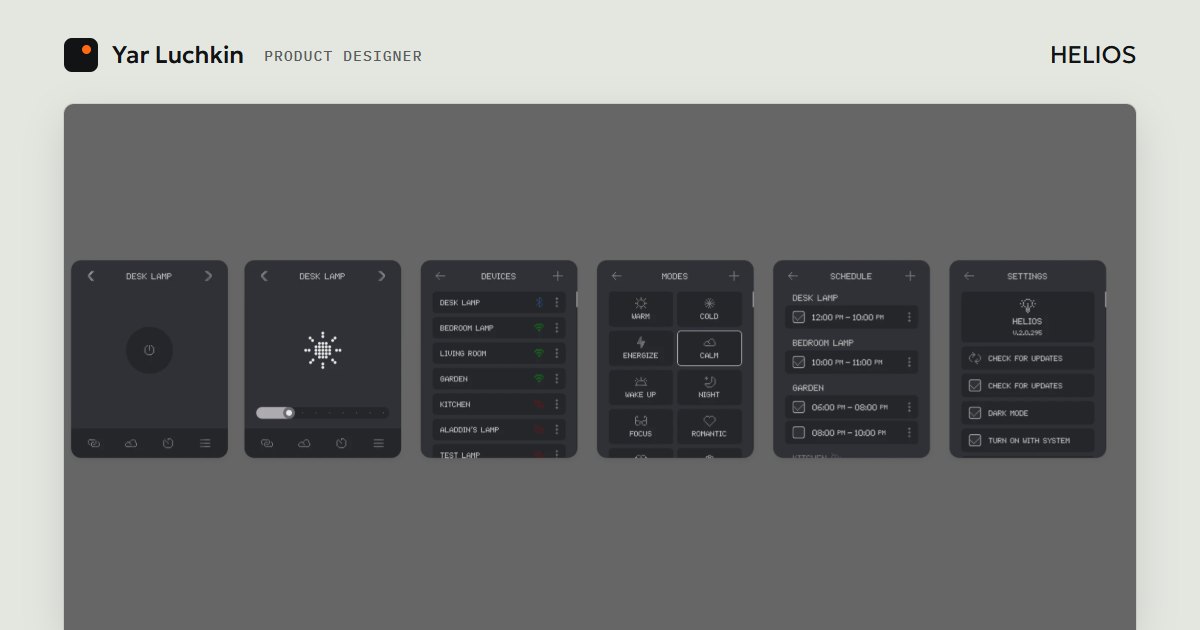 Yar Luchkin PRODUCT DESIGNER HELIOS
DESK LAMP
DESK LAMP
DEVICES
DESK LAMP
BEDROOM LAMP
LIVING ROOM
GARDEN
KITCHEN
ALADDIN'S LAMP
TEST LAMP
MODES
WARM COLD
ENERGIZE CALM
WAKE UP NIGHT
FOCUS ROMANTIC
SCHEDULE
DESK LAMP
12:00 PM – 10:00 PM
BEDROOM LAMP
10:00 PM – 11:00 PM
GARDEN
06:00 PM – 08:00 PM
08:00 PM – 10:00 PM
KITCHEN
SETTINGS
HELIOS
V.2.0.295
CHECK FOR UPDATES
CHECK FOR UPDATES
DARK MODE
TURN ON WITH SYSTEM